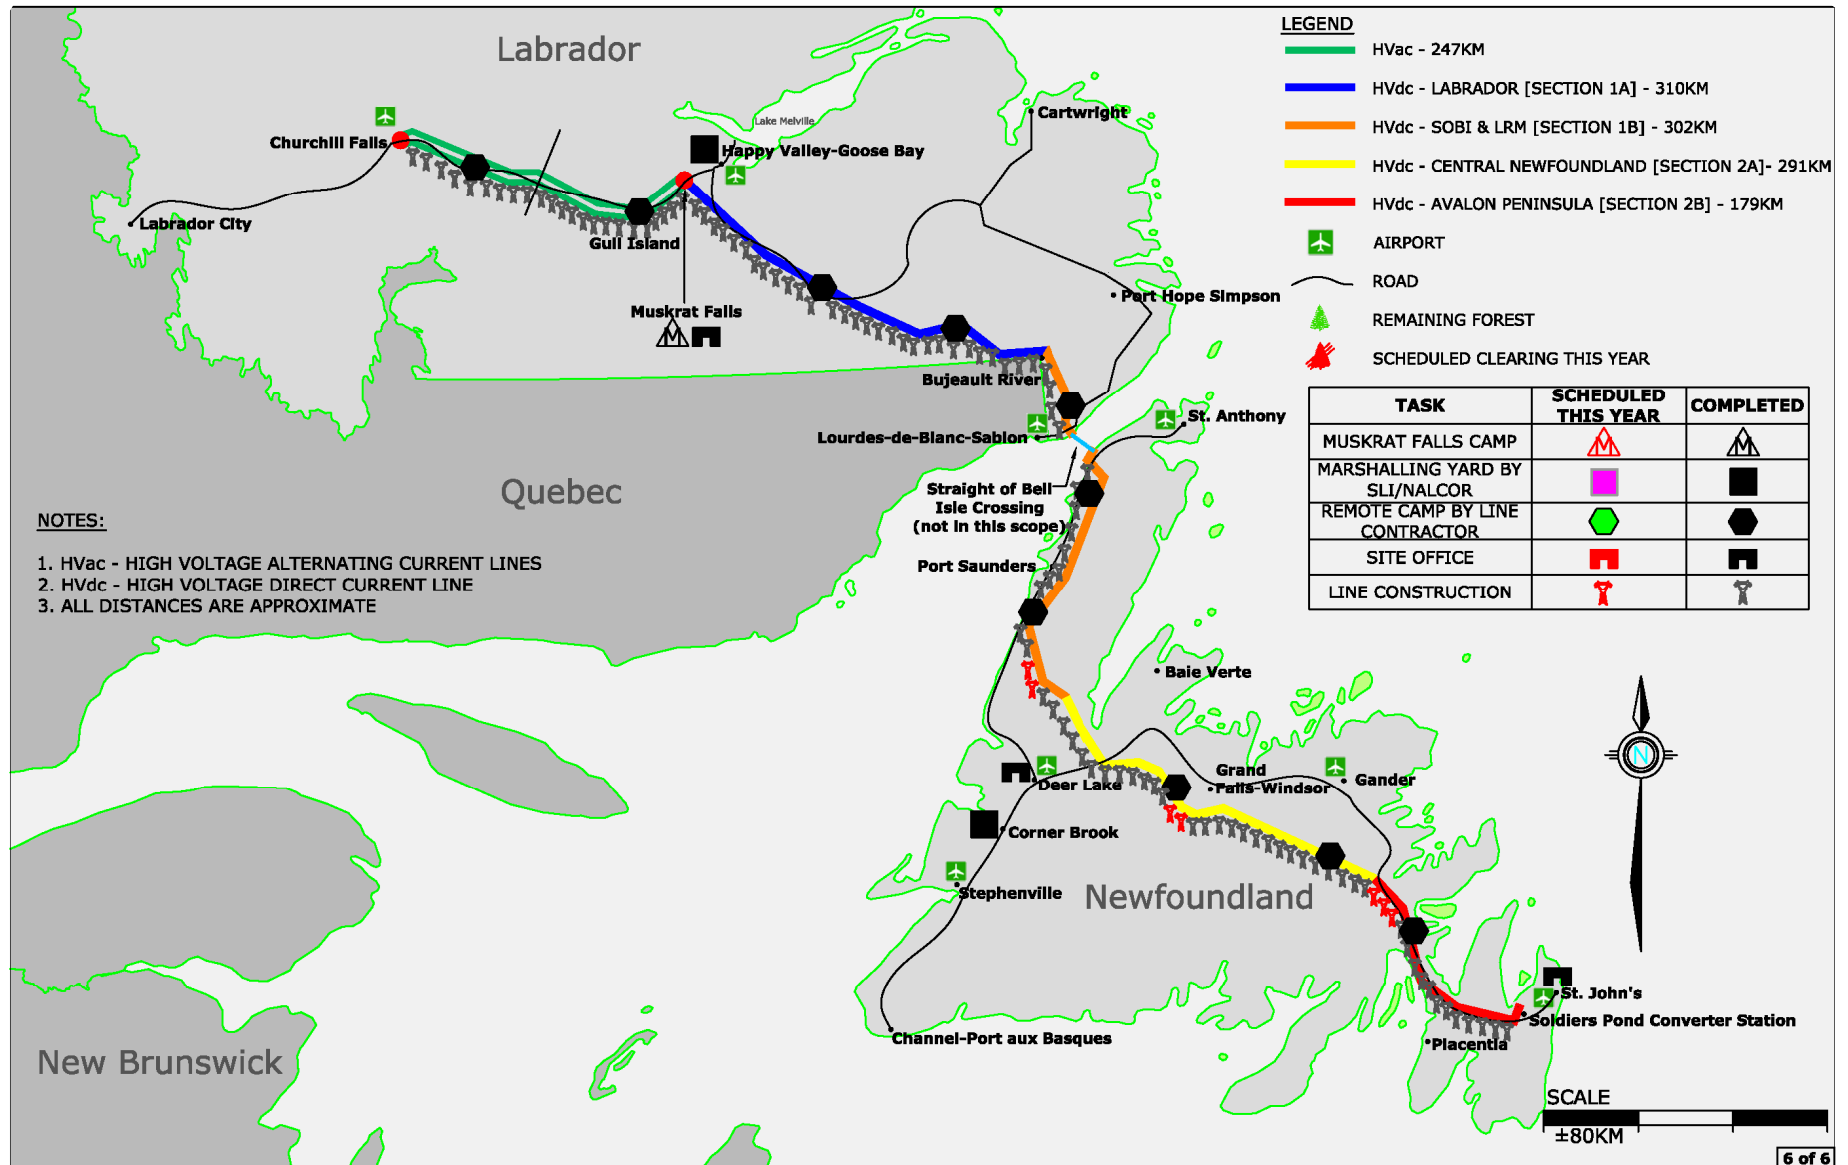 Labrador
Lake Melville
Cartwright
Churchill Falls
Happy Valley-Goose Bay
Labrador City
Gull Island
Muskrat Falls
M
Port Hope Simpson
Bujeault River
St. Anthony
Lourdes-de-Blanc-Sablon
Quebec
Straight of Bell
Isle Crossing
(not in this scope)
Port Saunders
NOTES:
1. HVac - HIGH VOLTAGE ALTERNATING CURRENT LINES
2. HVdc - HIGH VOLTAGE DIRECT CURRENT LINE
3. ALL DISTANCES ARE APPROXIMATE
Baie Verte
Deer Lake
Grand
Falls-Windsor
Gander
Corner Brook
Stephenville
Newfoundland
St. John's
Soldiers Pond Converter Station
Placentia
Channel-Port aux Basques
New Brunswick
LEGEND
HVac - 247KM
HVdc - LABRADOR [SECTION 1A] - 310KM
HVdc - SOBI & LRM [SECTION 1B] - 302KM
HVdc - CENTRAL NEWFOUNDLAND [SECTION 2A]- 291KM
HVdc - AVALON PENINSULA [SECTION 2B] - 179KM
AIRPORT
ROAD
REMAINING FOREST
SCHEDULED CLEARING THIS YEAR
TASK
SCHEDULED
THIS YEAR
COMPLETED
MUSKRAT FALLS CAMP
M
M
MARSHALLING YARD BY
SLI/NALCOR
REMOTE CAMP BY LINE
CONTRACTOR
SITE OFFICE
LINE CONSTRUCTION
N
SCALE
±80KM
6 of 6